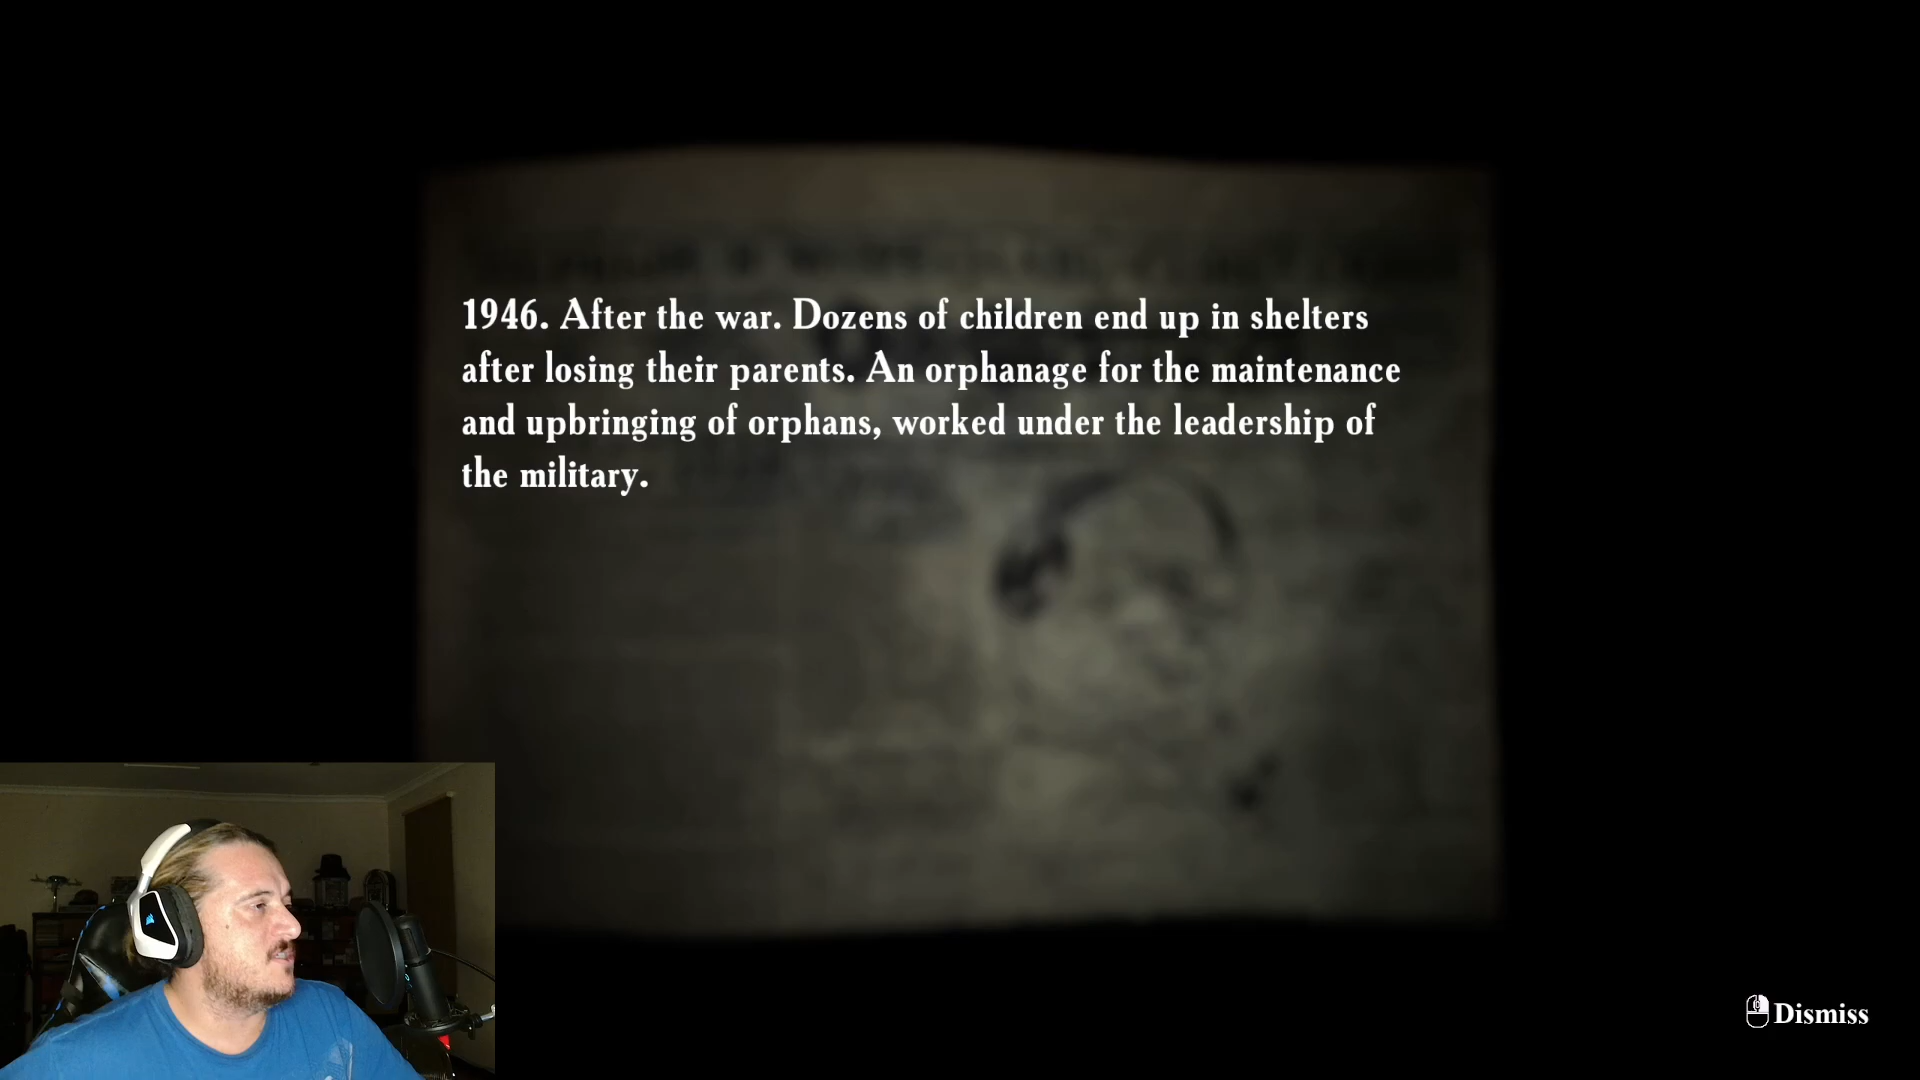 1946. After the war. Dozens of children end up in shelters
after losing their parents. An orphanage for the maintenance
and upbringing of orphans, worked under the leadership of
the military.
Dismiss